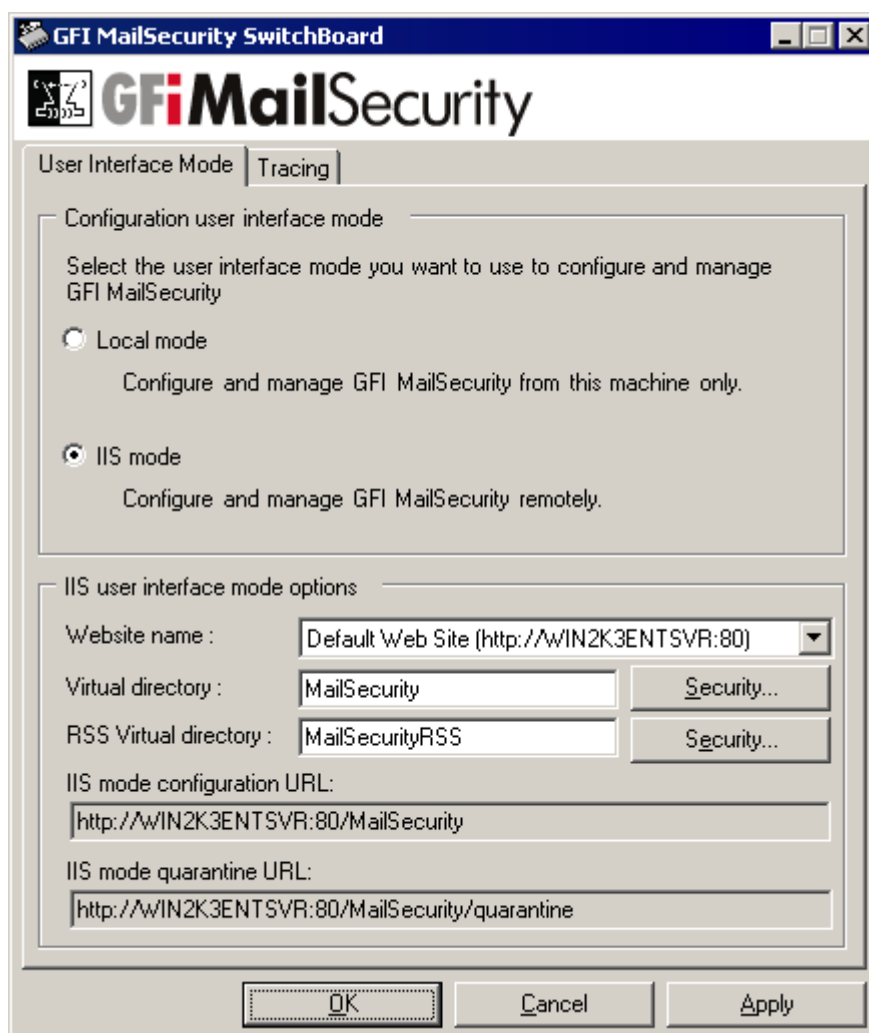 GFI MailSecurity SwitchBoard
GFi MailSecurity
User Interface Mode
Tracing
Configuration user interface mode
Select the user interface mode you want to use to configure and manage
GFI MailSecurity
Local mode
Configure and manage GFI MailSecurity from this machine only.
IIS mode
Configure and manage GFI MailSecurity remotely.
IIS user interface mode options
Website name :
Default Web Site (http://WIN2K3ENTSVR:80)
Virtual directory :
MailSecurity
Security...
RSS Virtual directory :
MailSecurityRSS
Security...
IIS mode configuration URL:
http://WIN2K3ENTSVR:80/MailSecurity
IIS mode quarantine URL:
http://WIN2K3ENTSVR:80/MailSecurity/quarantine
OK
Cancel
Apply